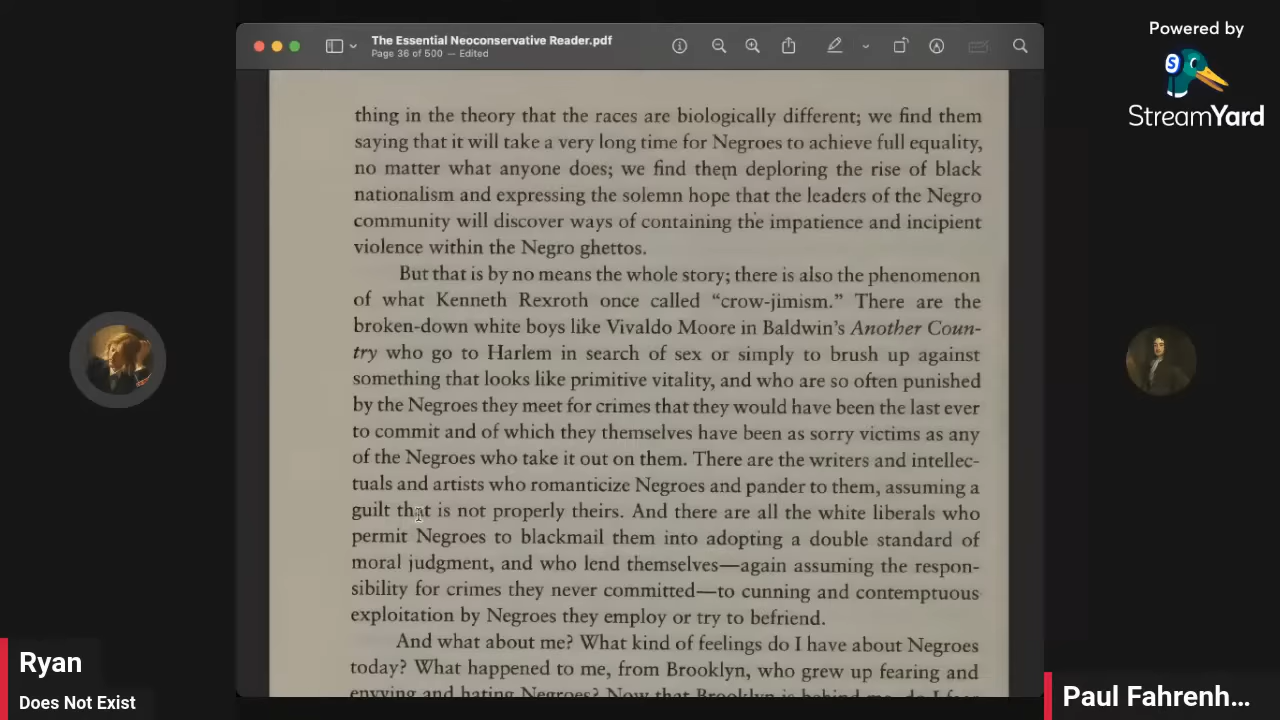 The Essential Neoconservative Reader.pdf
Page 36 of 500 — Edited
Powered by
S
StreamYard
thing in the theory that the races are biologically different; we find them
saying that it will take a very long time for Negroes to achieve full equality,
no matter what anyone does; we find them deploring the rise of black
nationalism and expressing the solemn hope that the leaders of the Negro
community will discover ways of containing the impatience and incipient
violence within the Negro ghettos.
But that is by no means the whole story; there is also the phenomenon
of what Kenneth Rexroth once called “crow-jimism.” There are the
broken-down white boys like Vivaldo Moore in Baldwin’s Another Coun-
try who go to Harlem in search of sex or simply to brush up against
something that looks like primitive vitality, and who are so often punished
by the Negroes they meet for crimes that they would have been the last ever
to commit and of which they themselves have been as sorry victims as any
of the Negroes who take it out on them. There are the writers and intellec-
tuals and artists who romanticize Negroes and pander to them, assuming a
guilt that is not properly theirs. And there are all the white liberals who
permit Negroes to blackmail them into adopting a double standard of
moral judgment, and who lend themselves—again assuming the respon-
sibility for crimes they never committed—to cunning and contemptuous
exploitation by Negroes they employ or try to befriend.
And what about me? What kind of feelings do I have about Negroes
today? What happened to me, from Brooklyn, who grew up fearing and
envying and hating Negroes? Now that Brooklyn is behind me, do I fear
Ryan
Does Not Exist
Paul Fahrenh...